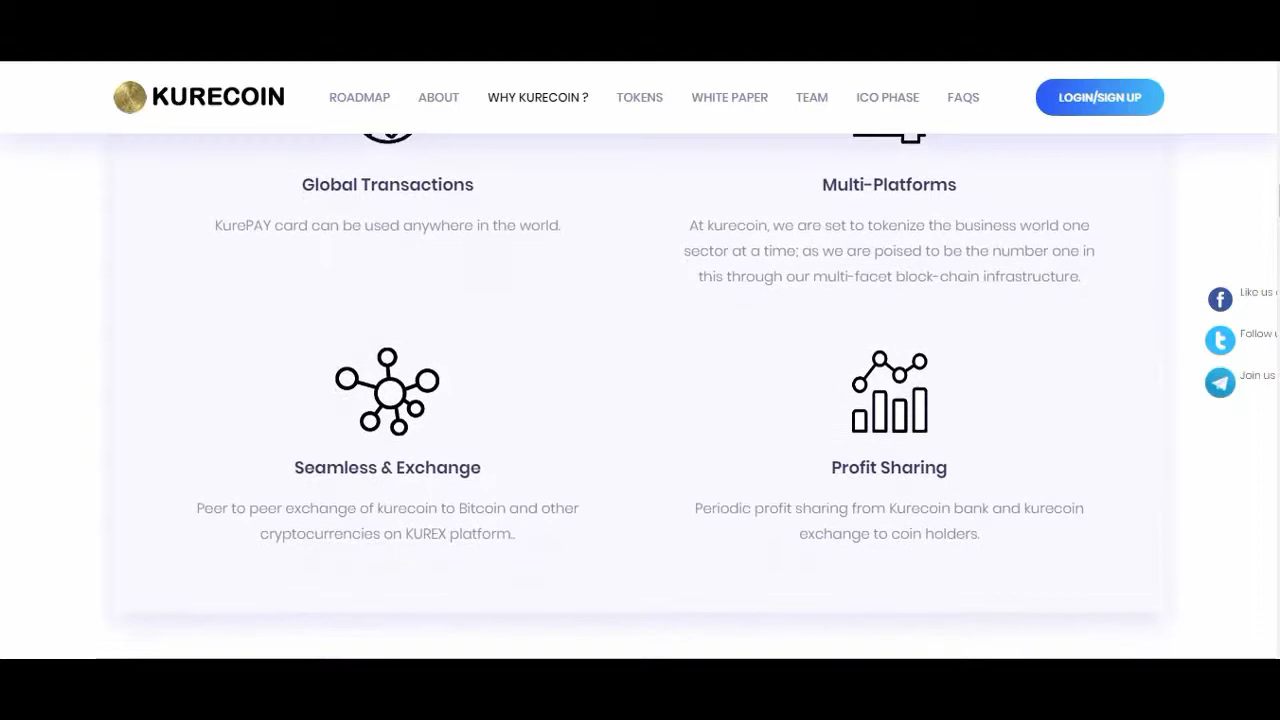 KURECOIN
ROADMAP
ABOUT
WHY KURECOIN ?
TOKENS
WHITE PAPER
TEAM
ICO PHASE
FAQS
LOGIN/SIGN UP
Global Transactions
KurePAY card can be used anywhere in the world.
Multi-Platforms
At kurecoin, we are set to tokenize the business world one
sector at a time; as we are poised to be the number one in
this through our multi-facet block-chain infrastructure.
Like us
Follow
Join us
Seamless & Exchange
Peer to peer exchange of kurecoin to Bitcoin and other
cryptocurrencies on KUREX platform..
Profit Sharing
Periodic profit sharing from Kurecoin bank and kurecoin
exchange to coin holders.